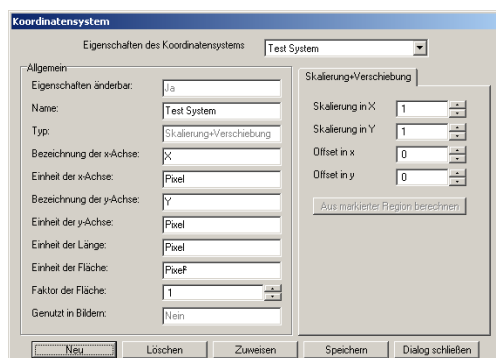 Koordinatensystem
Eigenschaften des Koordinatensystems Test System
Allgemein
Eigenschaften änderbar: Ja
Name: Test System
Typ: Skalierung+Verschiebung
Bezeichnung der x-Achse: X
Einheit der x-Achse: Pixel
Bezeichnung der y-Achse: Y
Einheit der y-Achse: Pixel
Einheit der Länge: Pixel
Einheit der Fläche: Pixel²
Faktor der Fläche: 1
Genutzt in Bildern: Nein
Skalierung+Verschiebung
Skalierung in X 1
Skalierung in Y 1
Offset in x 0
Offset in y 0
Aus markierter Region berechnen
Neu Löschen Zuweisen Speichern Dialog schließen